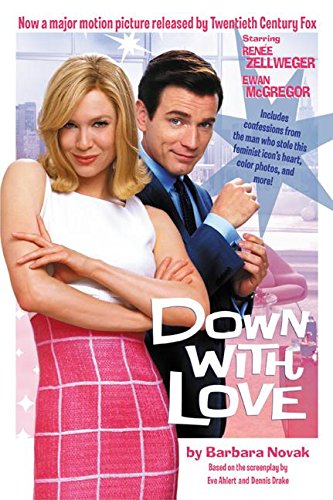 Now a major motion picture released by Twentieth Century Fox
Starring
RENÉE
ZELLWEGER
EWAN
McGREGOR
Includes
confessions from
the man who stole this
feminist icon's heart,
color photos, and
more!
DOWN
WITH
LOVE
by Barbara Novak
Based on the screenplay by
Eve Ahlert and Dennis Drake